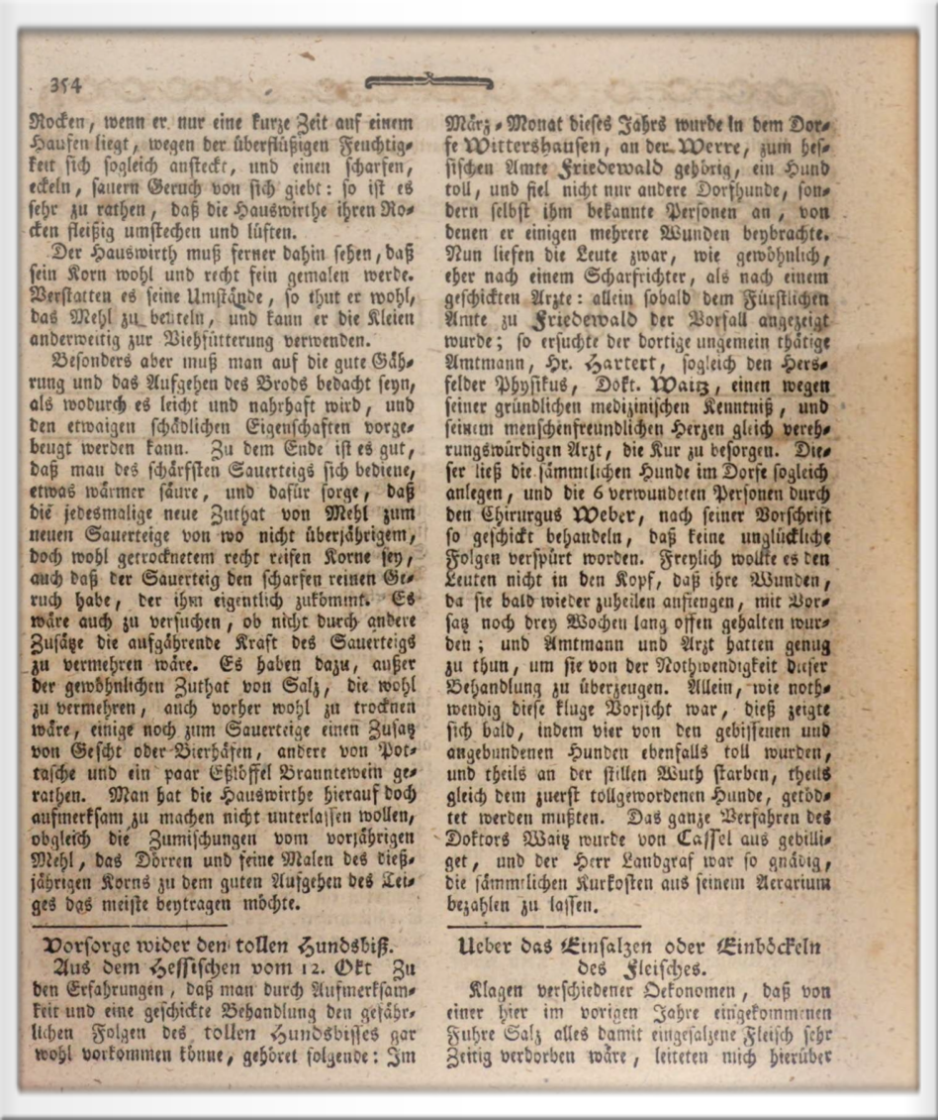 354
Rocken, wenn er nur eine kurze Zeit auf einem
Haufen liegt, wegen der überflüßigen Feuchtig-
keit sich sogleich ansteckt, und einen scharfen,
eckeln, sauern Geruch von sich giebt: so ist es
sehr zu rathen, daß die Hauswirthe ihren Ro-
cken fleißig umstechen und lüften.
Der Hauswirth muß ferner dahin sehen, daß
sein Korn wohl und recht fein gemalen werde.
Verstatten es seine Umstände, so thut er wohl,
das Mehl zu beuteln, und kann er die Kleien
anderweitig zur Viehfütterung verwenden.
Besonders aber muß man auf die gute Gäh-
rung und das Aufgehen des Brods bedacht seyn,
als wodurch es leicht und nahrhaft wird, und
den etwaigen schädlichen Eigenschaften vorge-
beugt werden kann. Zu dem Ende ist es gut,
daß man des schärfsten Sauerteigs sich bediene,
etwas wärmer säure, und dafür sorge, daß
die jedesmalige neue Zuthat von Mehl zum
neuen Sauerteige von wo nicht überjährigem,
doch wohl getrocknetem recht reifen Korne sey,
auch daß der Sauerteig den scharfen reinen Ge-
ruch habe, der ihm eigentlich zukömmt. Es
wäre auch zu versuchen, ob nicht durch andere
Zusätze die aufgährende Kraft des Sauerteigs
zu vermehren wäre. Es haben dazu, außer
der gewöhnlichen Zuthat von Salz, die wohl
zu vermehren, auch vorher wohl zu trocknen
wäre, einige noch zum Sauerteige einen Zusatz
von Gescht oder Bierhäfen, andere von Pot-
tasche und ein paar Eßlöffel Branntewein ge-
rathen. Man hat die Hauswirthe hierauf doch
aufmerksam zu machen nicht unterlassen wollen,
obgleich die Zumischungen vom vorjährigen
Mehl, das Dörren und feine Malen des dieß-
jährigen Korns zu dem guten Aufgehen des Tei-
ges das meiste beytragen möchte.
Vorsorge wider den tollen Hundsbiß.
Aus dem Hessischen vom 12. Okt Zu
den Erfahrungen, daß man durch Aufmerksam-
keit und eine geschickte Behandlung den gefähr-
lichen Folgen des tollen Hundsbisses gar
wohl vorkommen könne, gehöret folgende: Im
März-Monat dieses Jahrs wurde in dem Dor-
fe Wittershausen, an der Werre, zum hes-
sischen Amte Friedewald gehörig, ein Hund
toll, und fiel nicht nur andere Dorfhunde, son-
dern selbst ihm bekannte Personen an, von
denen er einigen mehrere Wunden beybrachte.
Nun liefen die Leute zwar, wie gewöhnlich,
eher nach einem Scharfrichter, als nach einem
geschickten Arzte: allein sobald dem Fürstlichen
Amte zu Friedewald der Vorfall angezeigt
wurde; so ersuchte der dortige ungemein thätige
Amtmann, Hr. Hartert, sogleich den Hers-
felder Physikus, Dokt. Waitz, einen wegen
seiner gründlichen medizinischen Kenntniß, und
seinem menschenfreundlichen Herzen gleich vereh-
rungswürdigen Arzt, die Kur zu besorgen. Die-
ser ließ die sämmtlichen Hunde im Dorfe sogleich
anlegen, und die 6 verwundeten Personen durch
den Chirurgus Weber, nach seiner Vorschrift
so geschickt behandeln, daß keine unglückliche
Folgen verspürt worden. Freylich wollte es den
Leuten nicht in den Kopf, daß ihre Wunden,
da sie bald wieder zuheilen anfiengen, mit Vor-
satz noch drey Wochen lang offen gehalten wur-
den; und Amtmann und Arzt hatten genug
zu thun, um sie von der Nothwendigkeit dieser
Behandlung zu überzeugen. Allein, wie noth-
wendig diese kluge Vorsicht war, dieß zeigte
sich bald, indem vier von den gebissenen und
angebundenen Hunden ebenfalls toll wurden,
und theils an der stillen Wuth starben, theils
gleich dem zuerst tollgewordenen Hunde, getöd-
tet werden mußten. Das ganze Verfahren des
Doktors Waitz wurde von Cassel aus gebilli-
get, und der Herr Landgraf war so gnädig,
die sämmtlichen Kurkosten aus seinem Aerarium
bezahlen zu lassen.
Ueber das Einsalzen oder Einböckeln
des Fleisches.
Klagen verschiedener Oekonomen, daß von
einer hier im vorigen Jahre eingekommenen
Fuhre Salz alles damit eingesalzene Fleisch sehr
Zeitig verdorben wäre, leiteten mich hierüber